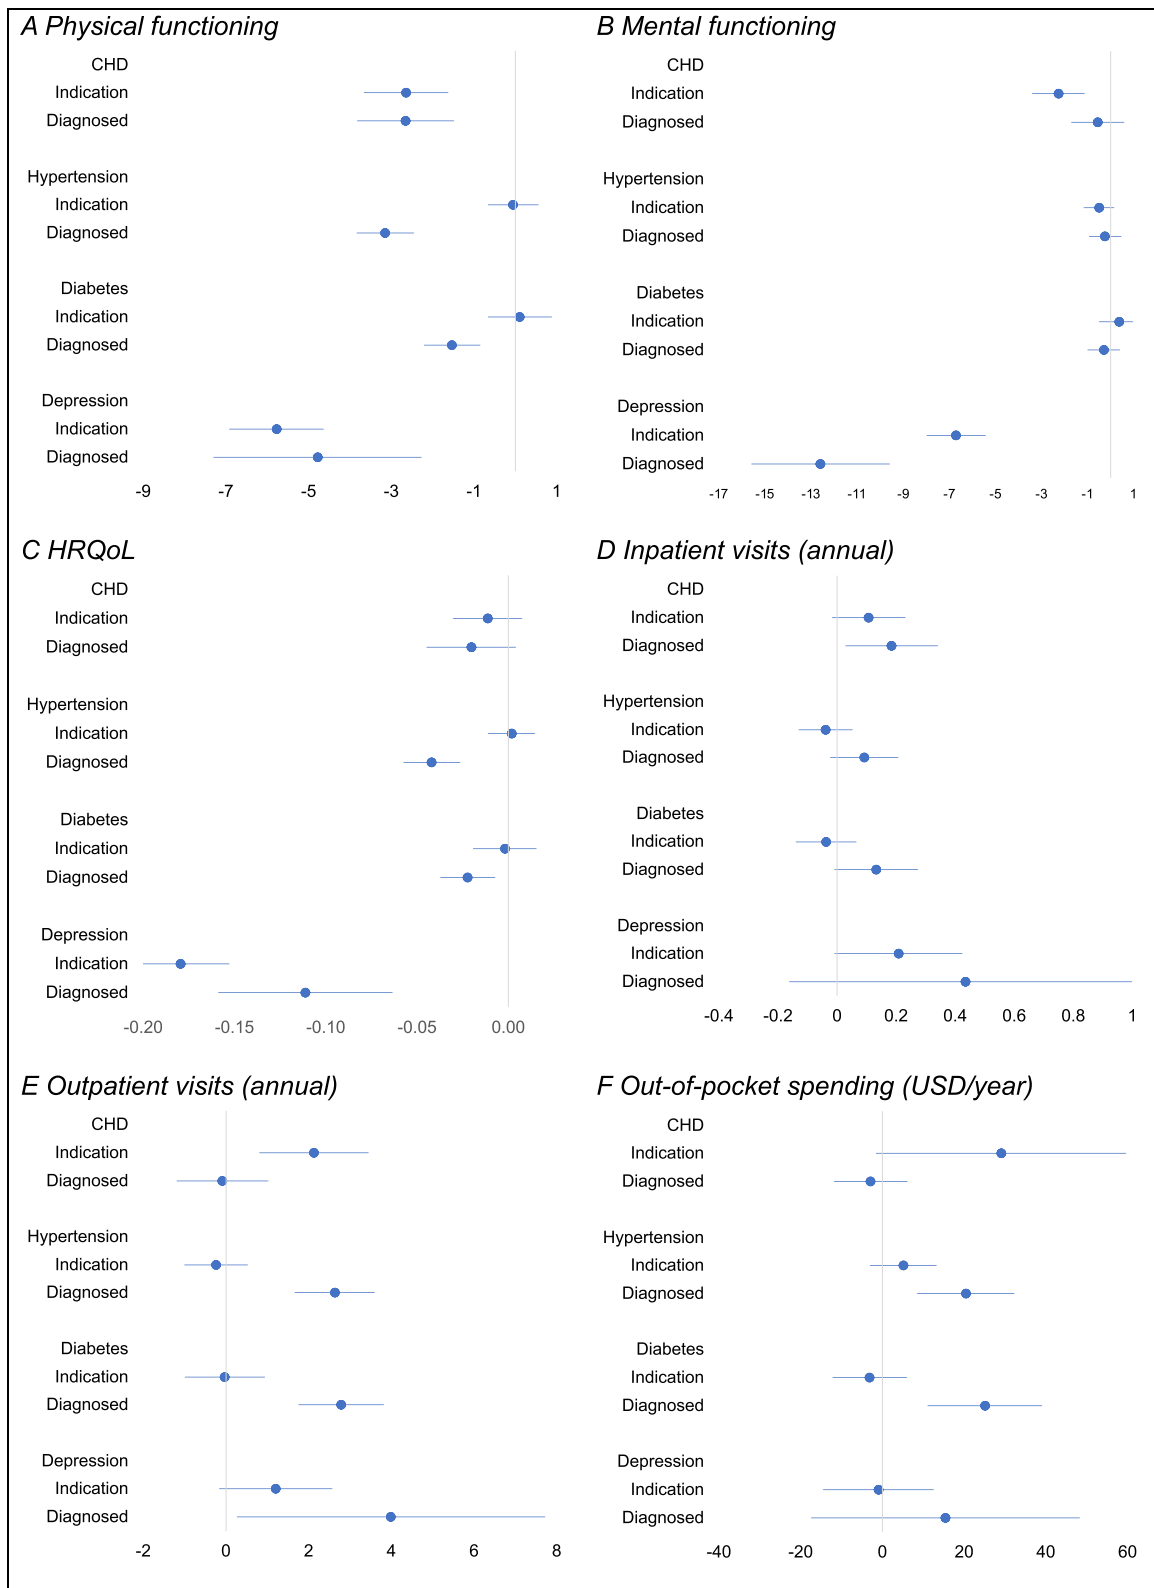 A Physical functioning
CHD
Indication
Diagnosed
Hypertension
Indication
Diagnosed
Diabetes
Indication
Diagnosed
Depression
Indication
Diagnosed
-9 -7 -5 -3 -1 1
B Mental functioning
CHD
Indication
Diagnosed
Hypertension
Indication
Diagnosed
Diabetes
Indication
Diagnosed
Depression
Indication
Diagnosed
-17 -15 -13 -11 -9 -7 -5 -3 -1 1
C HRQoL
CHD
Indication
Diagnosed
Hypertension
Indication
Diagnosed
Diabetes
Indication
Diagnosed
Depression
Indication
Diagnosed
-0.20 -0.15 -0.10 -0.05 0.00
D Inpatient visits (annual)
CHD
Indication
Diagnosed
Hypertension
Indication
Diagnosed
Diabetes
Indication
Diagnosed
Depression
Indication
Diagnosed
-0.4 -0.2 0 0.2 0.4 0.6 0.8 1
E Outpatient visits (annual)
CHD
Indication
Diagnosed
Hypertension
Indication
Diagnosed
Diabetes
Indication
Diagnosed
Depression
Indication
Diagnosed
-2 0 2 4 6 8
F Out-of-pocket spending (USD/year)
CHD
Indication
Diagnosed
Hypertension
Indication
Diagnosed
Diabetes
Indication
Diagnosed
Depression
Indication
Diagnosed
-40 -20 0 20 40 60